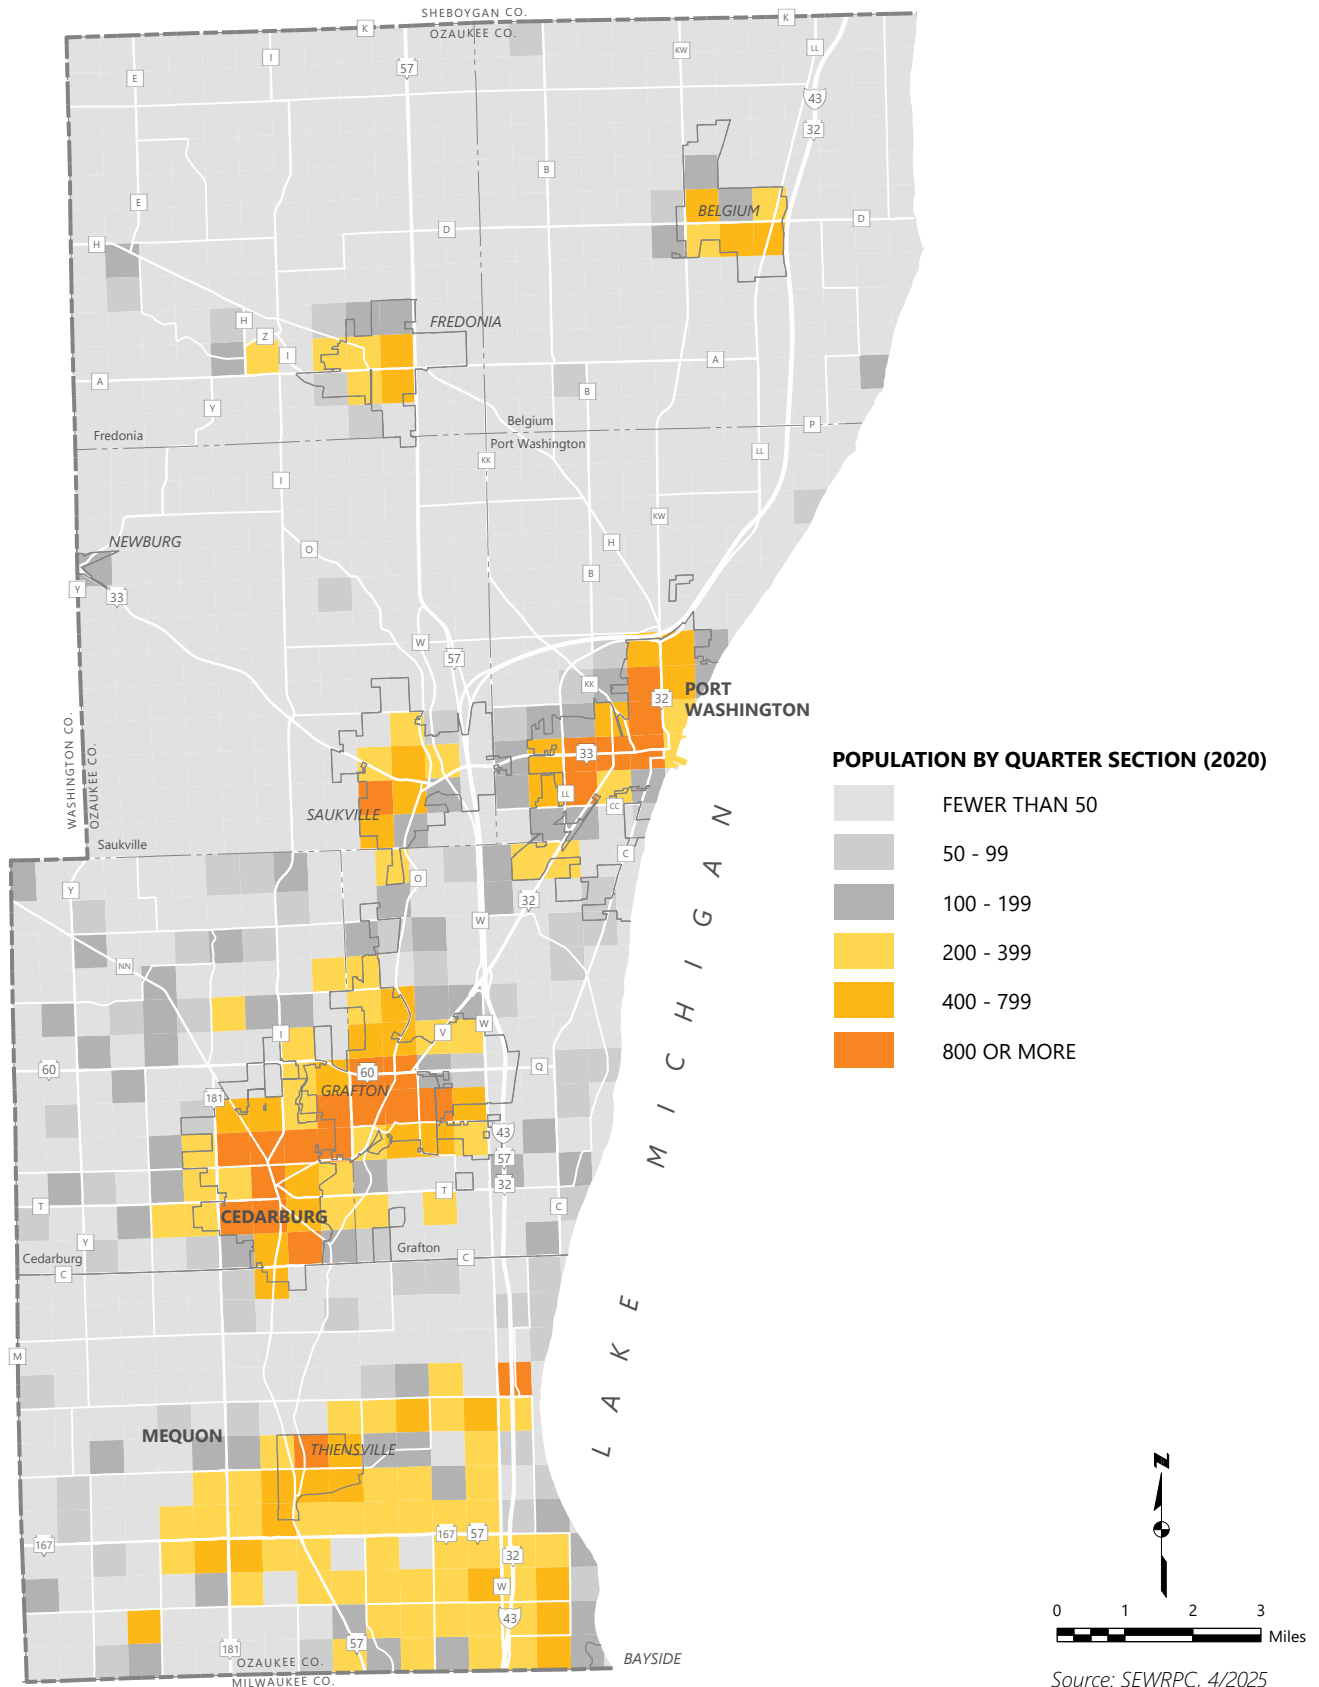 SHEBOYGAN CO.
OZAUKEE CO.
K
K
I
57
KW
LL
E
43
32
B
E
BELGIUM
D
D
H
FREDONIA
H
Z
I
A
A
B
Y
Belgium
P
Fredonia
Port Washington
KK
LL
I
KW
NEWBURG
O
H
B
Y
33
W
57
KK
PORT
WASHINGTON
32
WASHINGTON CO.
OZAUKEE CO.
33
LL
CC
SAUKVILLE
Saukville
C
Y
O
32
W
NN
I
V
W
60
60
Q
GRAFTON
181
43
57
32
T
T
C
CEDARBURG
Y
Cedarburg
Grafton
C
C
M
MEQUON
THIENSVILLE
167
57
167
32
W
43
181
57
OZAUKEE CO.
MILWAUKEE CO.
BAYSIDE
LAKE MICHIGAN
POPULATION BY QUARTER SECTION (2020)
FEWER THAN 50
50 - 99
100 - 199
200 - 399
400 - 799
800 OR MORE
Z
0 1 2 3
Miles
Source: SEWRPC, 4/2025